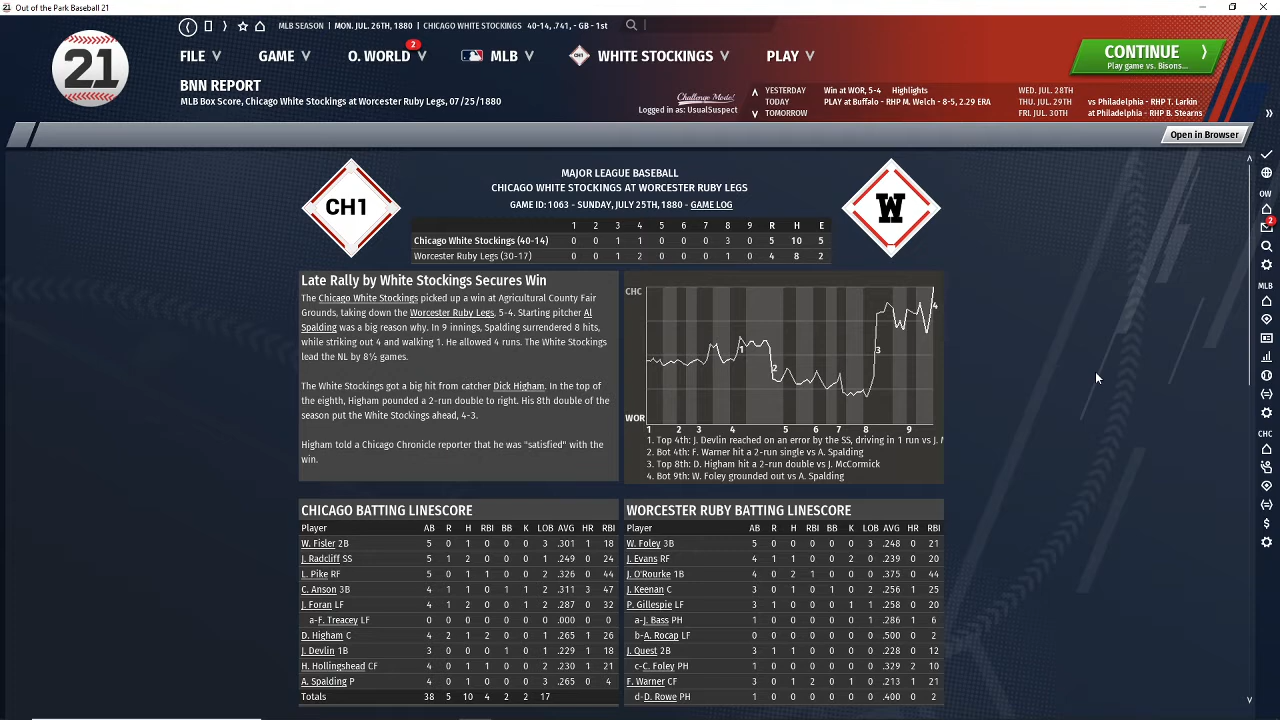 21 Out of the Park Baseball 21
MLB SEASON MON. JUL. 26TH, 1880 CHICAGO WHITE STOCKINGS 40-14, .741, - GB - 1st
21
FILE GAME O. WORLD 2 MLB CH1 WHITE STOCKINGS PLAY
CONTINUE
Play game vs. Bisons...
BNN REPORT
MLB Box Score, Chicago White Stockings at Worcester Ruby Legs, 07/25/1880
Challenge Mode!
Logged in as: UsualSuspect
YESTERDAY Win at WOR, 5-4 Highlights
TODAY PLAY at Buffalo - RHP M. Welch - 8-5, 2.29 ERA
TOMORROW
WED. JUL. 28TH
THU. JUL. 29TH vs Philadelphia - RHP T. Larkin
FRI. JUL. 30TH at Philadelphia - RHP B. Stearns
Open in Browser
CH1
MAJOR LEAGUE BASEBALL
CHICAGO WHITE STOCKINGS AT WORCESTER RUBY LEGS
GAME ID: 1063 - SUNDAY, JULY 25TH, 1880 - GAME LOG
W
1 2 3 4 5 6 7 8 9 R H E
Chicago White Stockings (40-14) 0 0 1 1 0 0 0 3 0 5 10 5
Worcester Ruby Legs (30-17) 0 0 1 2 0 0 0 1 0 4 8 2
Late Rally by White Stockings Secures Win
The Chicago White Stockings picked up a win at Agricultural County Fair
Grounds, taking down the Worcester Ruby Legs, 5-4. Starting pitcher Al
Spalding was a big reason why. In 9 innings, Spalding surrendered 8 hits,
while striking out 4 and walking 1. He allowed 4 runs. The White Stockings
lead the NL by 8½ games.
The White Stockings got a big hit from catcher Dick Higham. In the top of
the eighth, Higham pounded a 2-run double to right. His 8th double of the
season put the White Stockings ahead, 4-3.
Higham told a Chicago Chronicle reporter that he was "satisfied" with the
win.
CHC
1
2
3
4
WOR
1 2 3 4 5 6 7 8 9
1. Top 4th: J. Devlin reached on an error by the SS, driving in 1 run vs J. M
2. Bot 4th: F. Warner hit a 2-run single vs A. Spalding
3. Top 8th: D. Higham hit a 2-run double vs J. McCormick
4. Bot 9th: W. Foley grounded out vs A. Spalding
CHICAGO BATTING LINESCORE
Player AB R H RBI BB K LOB AVG HR RBI
W. Fisler 2B 5 0 1 0 0 0 3 .301 1 18
J. Radcliff SS 5 1 2 0 0 0 1 .249 0 24
L. Pike RF 5 0 1 1 0 0 2 .326 0 44
C. Anson 3B 4 1 1 0 1 1 2 .311 3 47
J. Foran LF 4 1 2 0 0 1 2 .287 0 32
a-F. Treacey LF 0 0 0 0 0 0 0 .000 0 0
D. Higham C 4 2 1 2 0 0 1 .265 1 26
J. Devlin 1B 3 0 0 0 1 0 1 .229 1 18
H. Hollingshead CF 4 0 1 1 0 0 2 .230 1 21
A. Spalding P 4 0 1 0 0 0 3 .265 0 4
Totals 38 5 10 4 2 2 17
WORCESTER RUBY BATTING LINESCORE
Player AB R H RBI BB K LOB AVG HR RBI
W. Foley 3B 5 0 0 0 0 0 3 .248 0 21
J. Evans RF 4 1 1 0 0 2 0 .239 0 20
J. O'Rourke 1B 4 0 2 1 0 0 0 .375 0 44
J. Keenan C 3 0 1 0 1 0 2 .256 1 25
P. Gillespie LF 3 1 0 0 0 1 1 .258 0 20
a-J. Bass PH 1 0 0 0 0 0 1 .286 1 6
b-A. Rocap LF 0 0 0 0 0 0 0 .500 0 2
J. Quest 2B 3 1 1 0 0 0 0 .228 0 12
c-C. Foley PH 1 0 0 0 0 0 1 .329 2 10
F. Warner CF 3 0 1 2 0 1 0 .213 1 21
d-D. Rowe PH 1 0 0 0 0 0 1 .400 0 2
OW
2
MLB
CHC